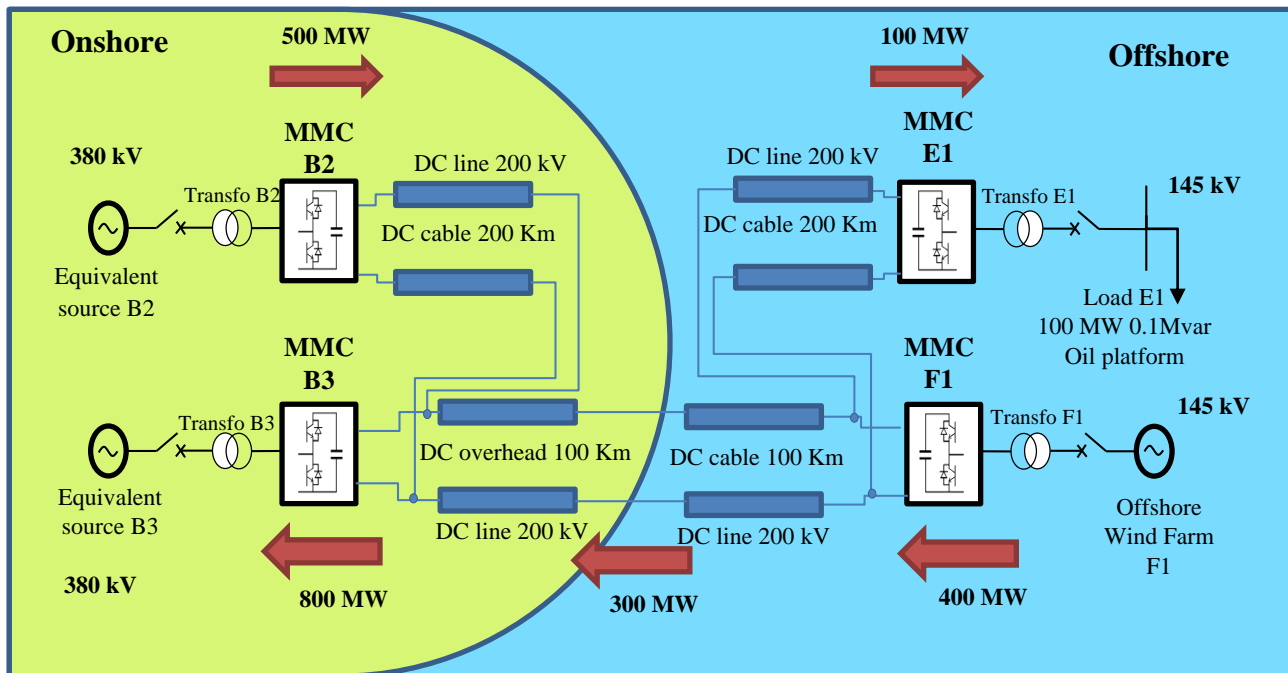 Onshore
500 MW
100 MW
Offshore
MMC
B2
MMC
E1
380 kV
DC line 200 kV
DC line 200 kV
145 kV
Transfo B2
Transfo E1
DC cable 200 Km
DC cable 200 Km
Equivalent
source B2
Load E1
100 MW 0.1Mvar
Oil platform
MMC
B3
MMC
F1
Transfo B3
Transfo F1
145 kV
DC overhead 100 Km
DC cable 100 Km
Equivalent
source B3
DC line 200 kV
DC line 200 kV
Offshore
Wind Farm
F1
380 kV
800 MW
300 MW
400 MW